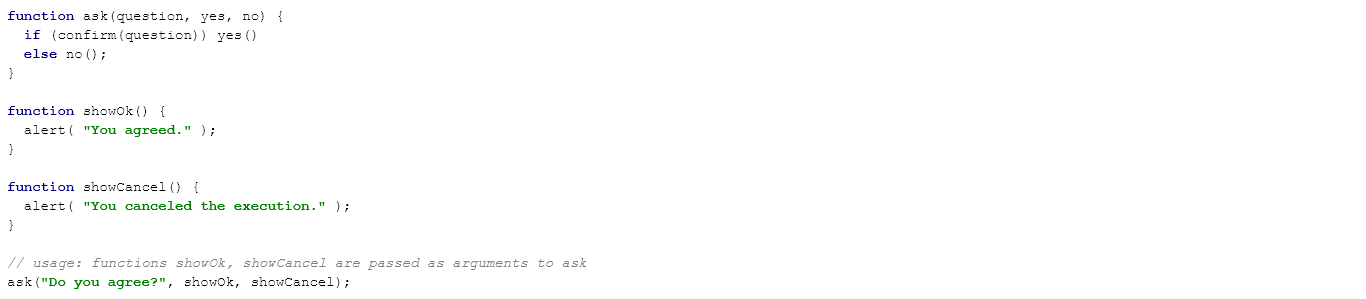 function ask(question, yes, no) {
  if (confirm(question)) yes()
  else no();
}

function showOk() {
  alert( "You agreed." );
}

function showCancel() {
  alert( "You canceled the execution." );
}

// usage: functions showOk, showCancel are passed as arguments to ask
ask("Do you agree?", showOk, showCancel);